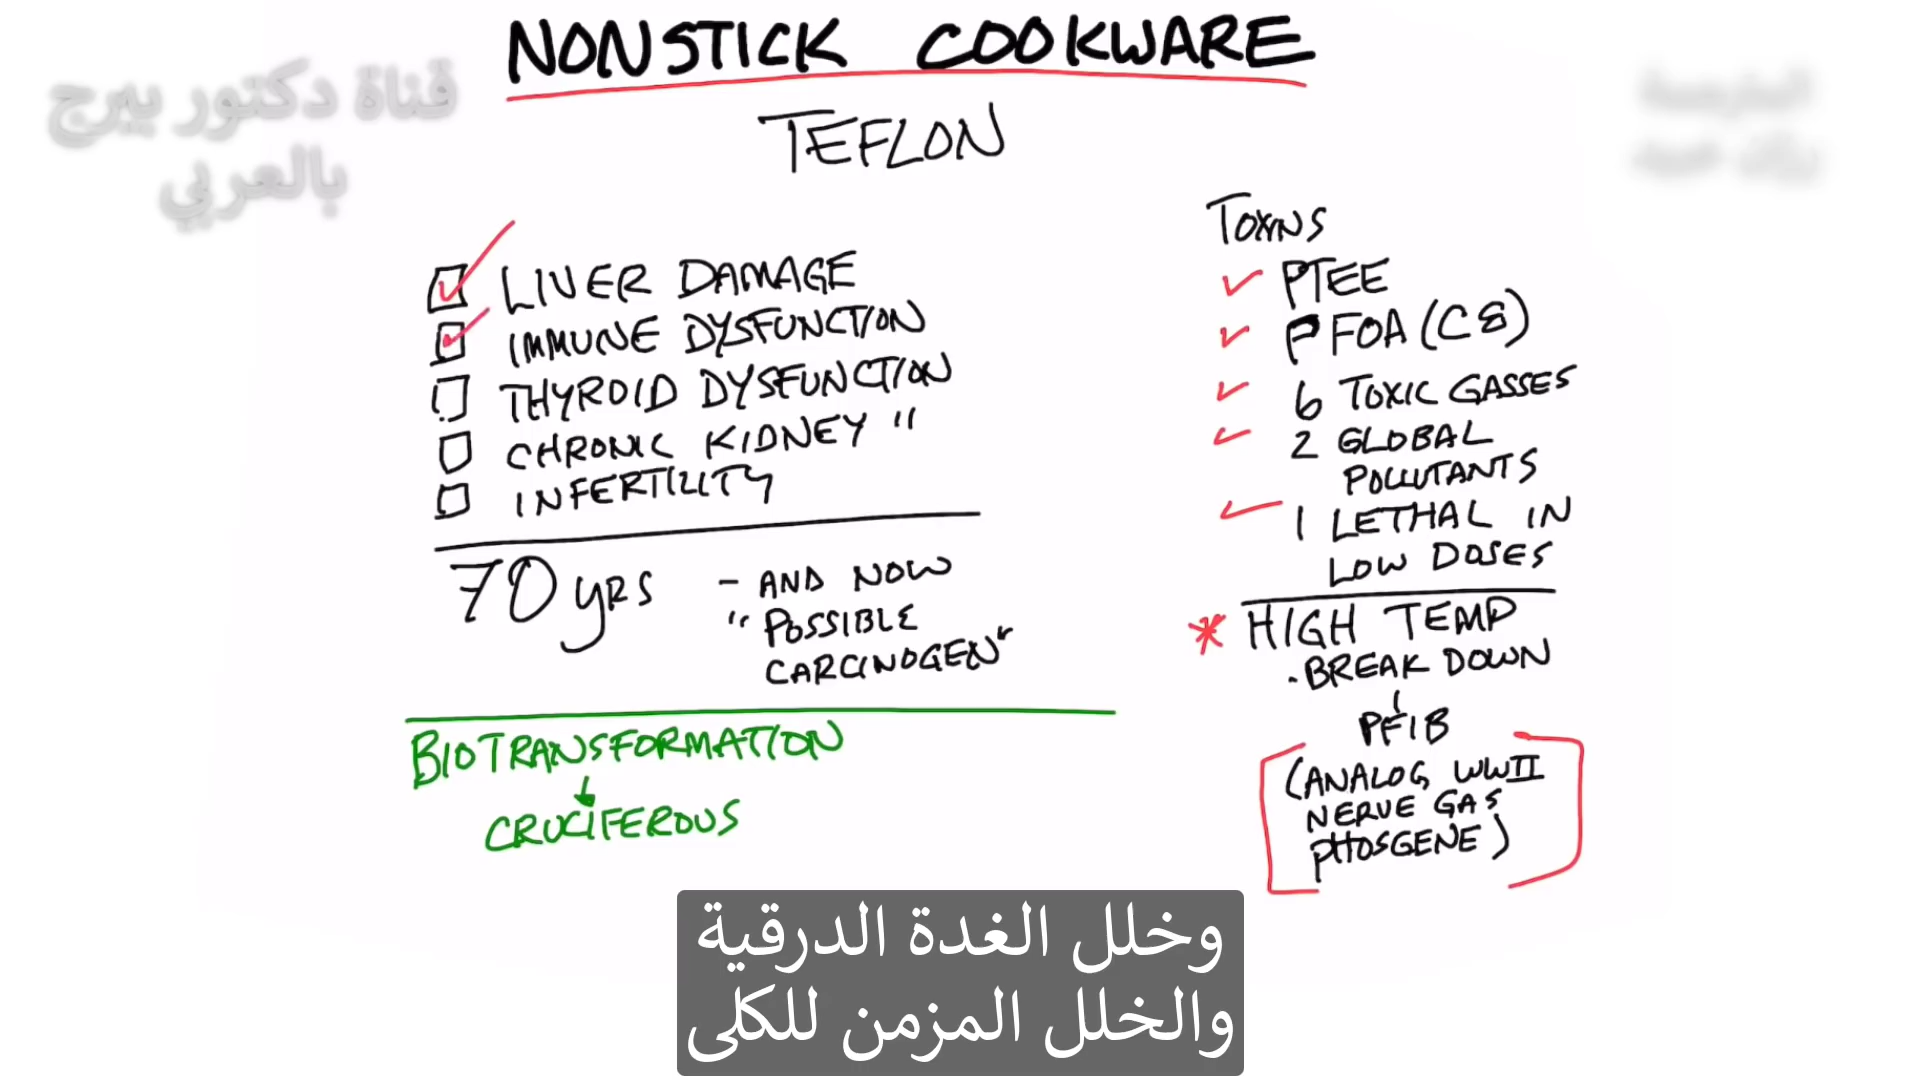 NONSTICK COOKWARE
TEFLON
قناة دكتور بيرج
بالعربي
LIVER DAMAGE
IMMUNE DYSFUNCTION
THYROID DYSFUNCTION
CHRONIC KIDNEY "
INFERTILITY
70 YRS - AND NOW
"POSSIBLE
CARCINOGEN"
BIOTRANSFORMATION
CRUCIFEROUS
TOXINS
PTEE
PFOA (C8)
6 TOXIC GASSES
2 GLOBAL
POLLUTANTS
1 LETHAL IN
LOW DOSES
* HIGH TEMP
• BREAK DOWN
PFIB
(ANALOG WWII
NERVE GAS
PHOSGENE)
وخلل الغدة الدرقية
والخلل المزمن للكلى